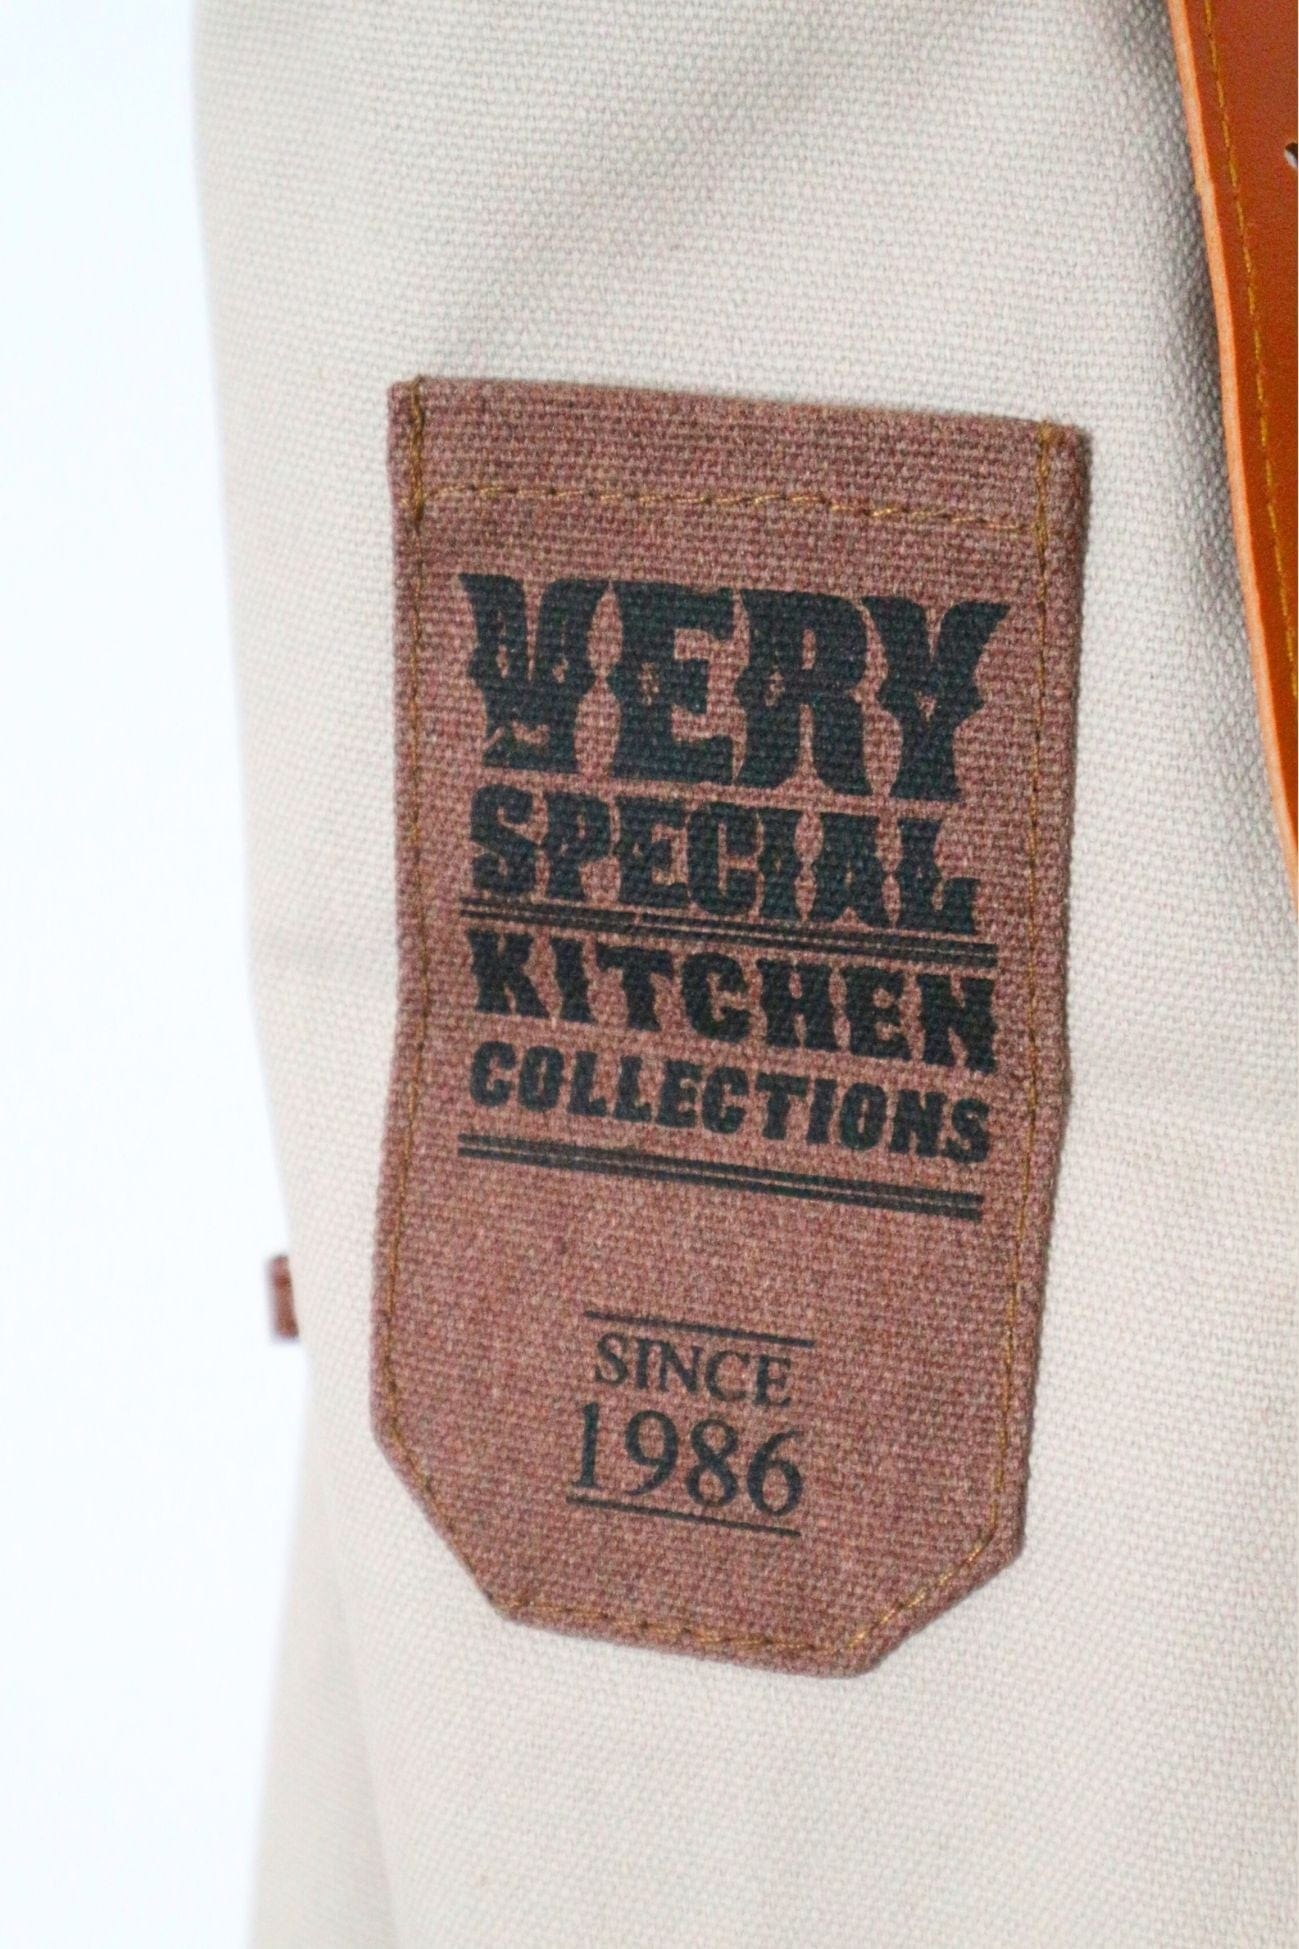 VERY
SPECIAL
KITCHEN
COLLECTIONS
SINCE
1986